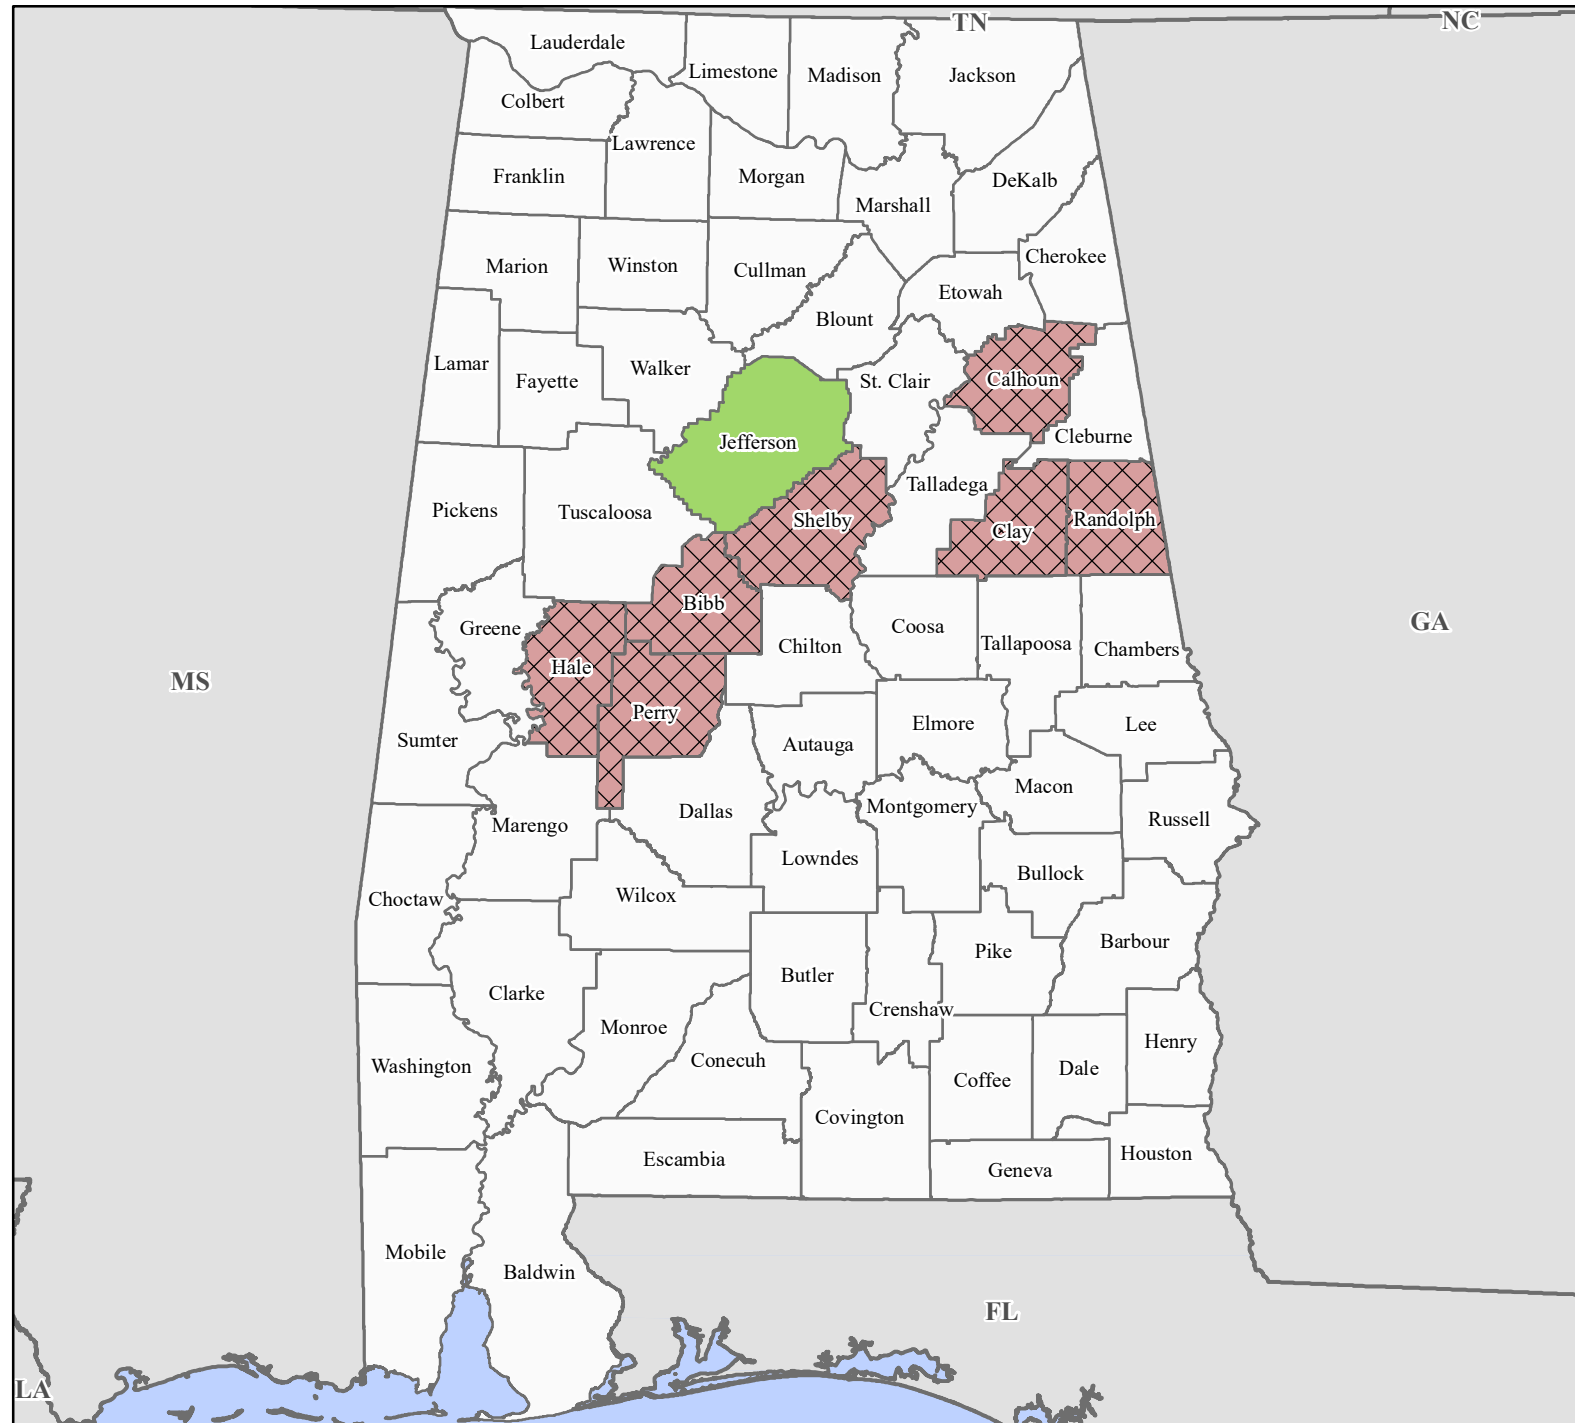 TN
NC
Lauderdale
Limestone
Madison
Jackson
Colbert
Lawrence
Franklin
Morgan
DeKalb
Marshall
Marion
Winston
Cullman
Cherokee
Etowah
Blount
Lamar
Fayette
Walker
St. Clair
Calhoun
Jefferson
Cleburne
Pickens
Tuscaloosa
Shelby
Talladega
Clay
Randolph
Greene
Bibb
Coosa
Chilton
Tallapoosa
Chambers
GA
MS
Hale
Perry
Sumter
Autauga
Elmore
Lee
Macon
Marengo
Dallas
Montgomery
Russell
Lowndes
Bullock
Choctaw
Wilcox
Butler
Pike
Barbour
Clarke
Crenshaw
Monroe
Henry
Washington
Conecuh
Coffee
Dale
Covington
Escambia
Geneva
Houston
Mobile
Baldwin
FL
LA